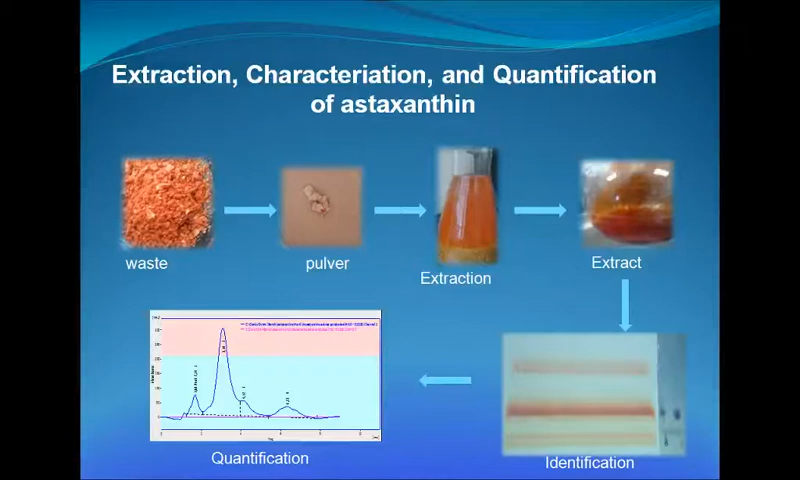 Extraction, Characteriation, and Quantification
of astaxanthin
waste
pulver
Extraction
Extract
Quantification
Identification